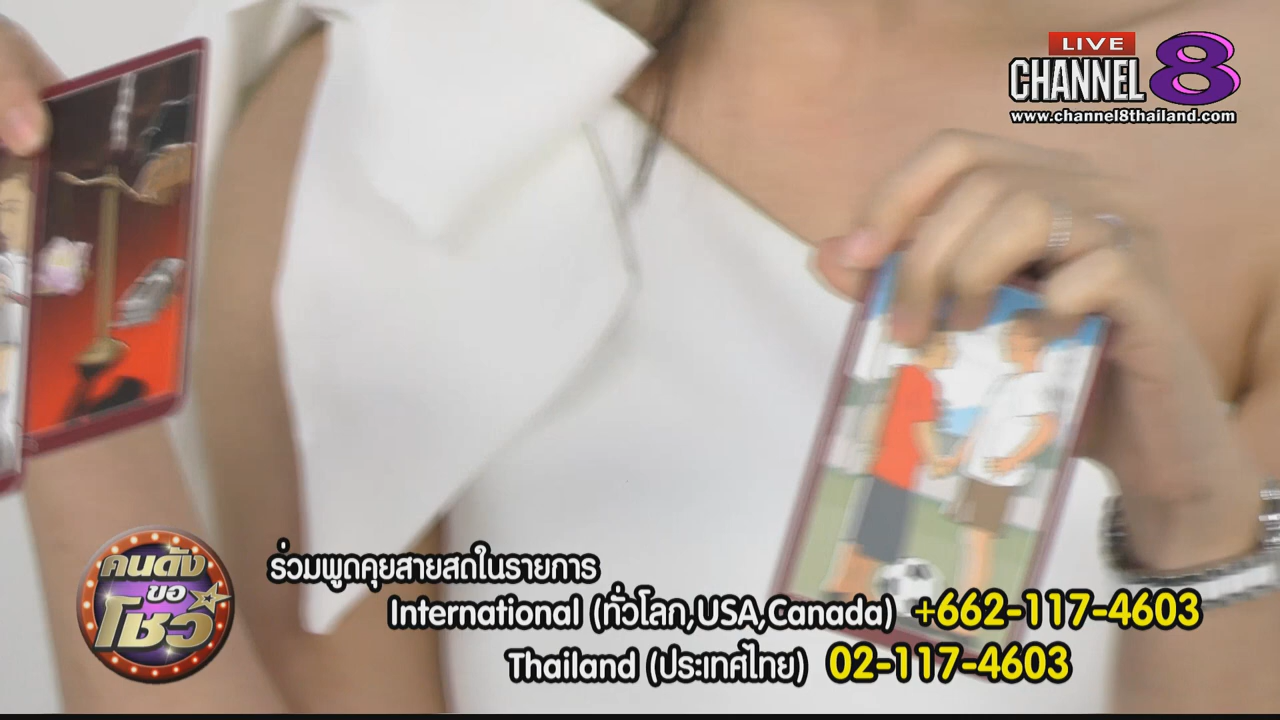 LIVE
CHANNEL 8
www.channel8thailand.com
คนดัง
ขอ
โชว์
ร่วมพูดคุยสายสดในรายการ
International (ทั่วโลก,USA,Canada) +662-117-4603
Thailand (ประเทศไทย) 02-117-4603